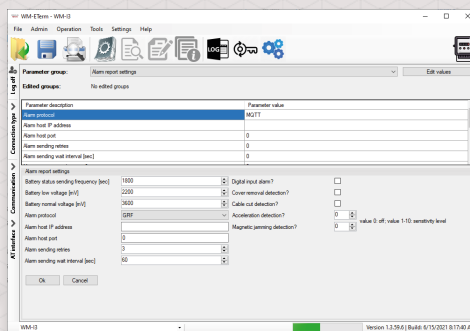 WM-ETerm - WM-I3
File Admin Operation Tools Settings Help
LOG
Log off
Parameter group: Alarm report settings Edit values
Edited groups: No edited groups
Connection type
Parameter description Parameter value
Alarm protocol MQTT
Alarm host IP address
Alarm host port 0
Alarm sending retries 0
Alarm sending wait interval [sec] 0
Communication
AT interface
Alarm report settings
Battery status sending frequency [sec] 1800 Digital input alarm?
Battery low voltage [mV] 2200 Cover removal detection?
Battery normal voltage [mV] 3600 Cable cut detection?
Alarm protocol GRF Acceleration detection? 0 value 0: off; value 1-10: sensitivity level
Alarm host IP address Magnetic jamming detection? 0
Alarm host port 0
Alarm sending retries 3
Alarm sending wait interval [sec] 60
Ok Cancel
WM-I3 Version 1.3.59.6 | Build: 6/15/2021 8:17:40 A